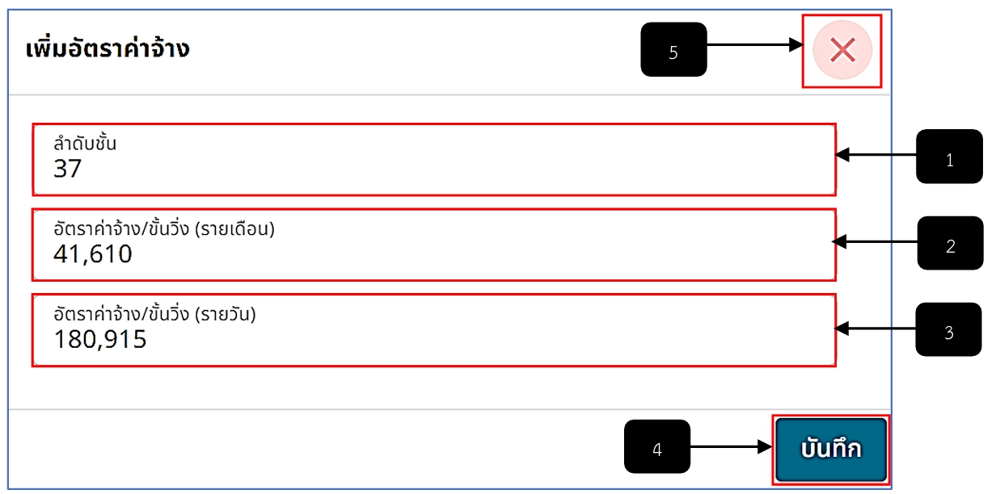 เพิ่มอัตราค่าจ้าง
5
ลำดับชั้น
37
1
อัตราค่าจ้าง/ขั้นวิ่ง (รายเดือน)
41,610
2
อัตราค่าจ้าง/ขั้นวิ่ง (รายวัน)
180,915
3
4
บันทึก